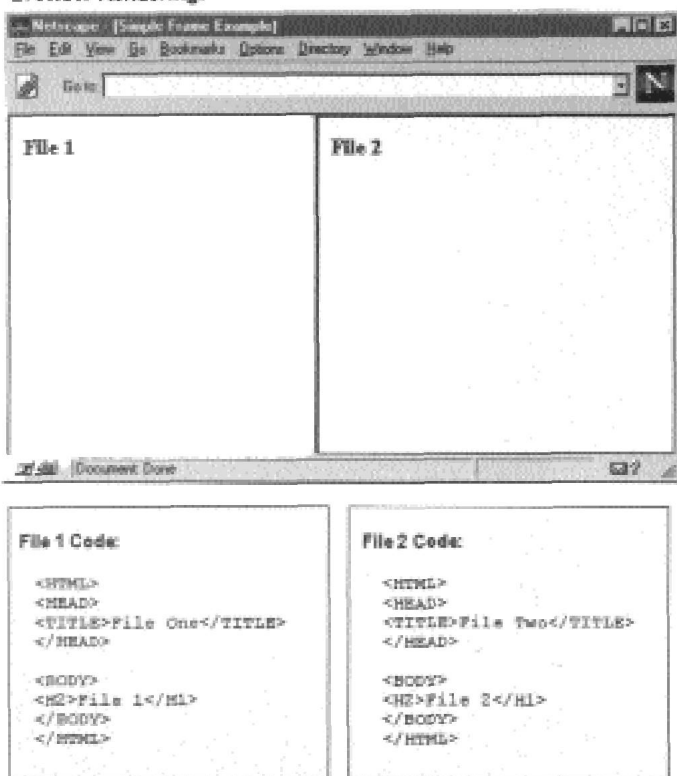 Netscape - [Simple Frame Example]
File Edit View Go Bookmarks Options Directory Window Help
Go to:
N
File 1
File 2
Document: Done
File 1 Code:
<HTML>
<HEAD>
<TITLE>File One</TITLE>
</HEAD>
<BODY>
<H2>File 1</H1>
</BODY>
</HTML>
File 2 Code:
<HTML>
<HEAD>
<TITLE>File Two</TITLE>
</HEAD>
<BODY>
<H2>File 2</H1>
</BODY>
</HTML>